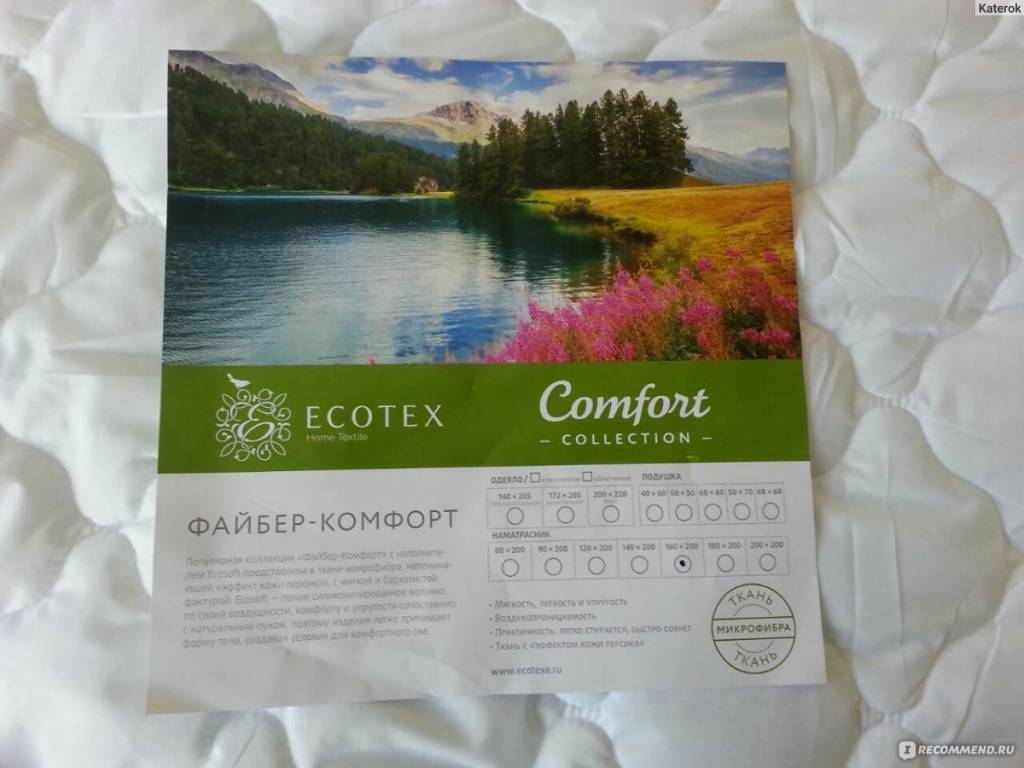 Katerok
ECOTEX
Home Textile
Comfort
– COLLECTION –
ФАЙБЕР-КОМФОРТ
Популярная коллекция «Файбер-Комфорт» с наполните-
лем Ecosoft представлена в ткани микрофибра, напомина-
ющей «эффект кожи персика», с мягкой и бархатистой
фактурой. Ecosoft — полое силиконизированное волокно,
по своей воздушности, комфорту и упругости сопоставимо
с натуральным пухом, поэтому изделия легко принимают
форму тела, создавая условия для комфортного сна.
ОДЕЯЛО / классическое облегченное ПОДУШКА
140 × 205 172 × 205 200 × 220 40 × 60 50 × 50 60 × 60 50 × 70 68 × 68
НАМАТРАСНИК
80 × 200 90 × 200 120 × 200 140 × 200 160 × 200 180 × 200 200 × 200
• Мягкость, легкость и упругость
• Воздухопроницаемость
• Практичность: легко стирается, быстро сохнет
• Ткань с «эффектом кожи персика»
www.ecotexe.ru
ТКАНЬ
МИКРОФИБРА
ТКАНЬ
IRECOMMEND.RU